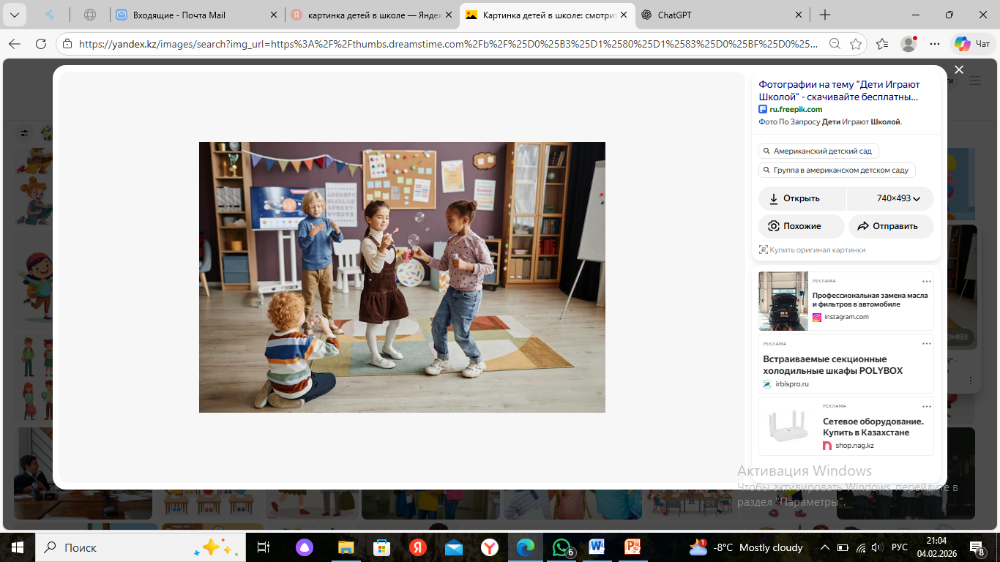 Входящие - Почта Mail
картинка детей в школе — Яндек
Картинка детей в школе: смотри
ChatGPT
https://yandex.kz/images/search?img_url=https%3A%2F%2Fthumbs.dreamstime.com%2Fb%2F%25D0%25B3%25D1%2580%25D1%2583%25D0%25BF%25D0%25...
Чат
Фотографии на тему "Дети Играют
Школой" - скачивайте бесплатны...
ru.freepik.com
Фото По Запросу Дети Играют Школой.
Американский детский сад
Группа в американском детском саду
Открыть
740×493
Похожие
Отправить
Купить оригинал картинки
РЕКЛАМА
Профессиональная замена масла
и фильтров в автомобиле
instagram.com
РЕКЛАМА
Встраиваемые секционные
холодильные шкафы POLYBOX
irbispro.ru
РЕКЛАМА
Сетевое оборудование.
Купить в Казахстане
shop.nag.kz
Активация Windows
Чтобы активировать Windows, перейдите в
раздел "Параметры".
Поиск
6
1
-8°C Mostly cloudy
РУС
21:04
04.02.2026
8